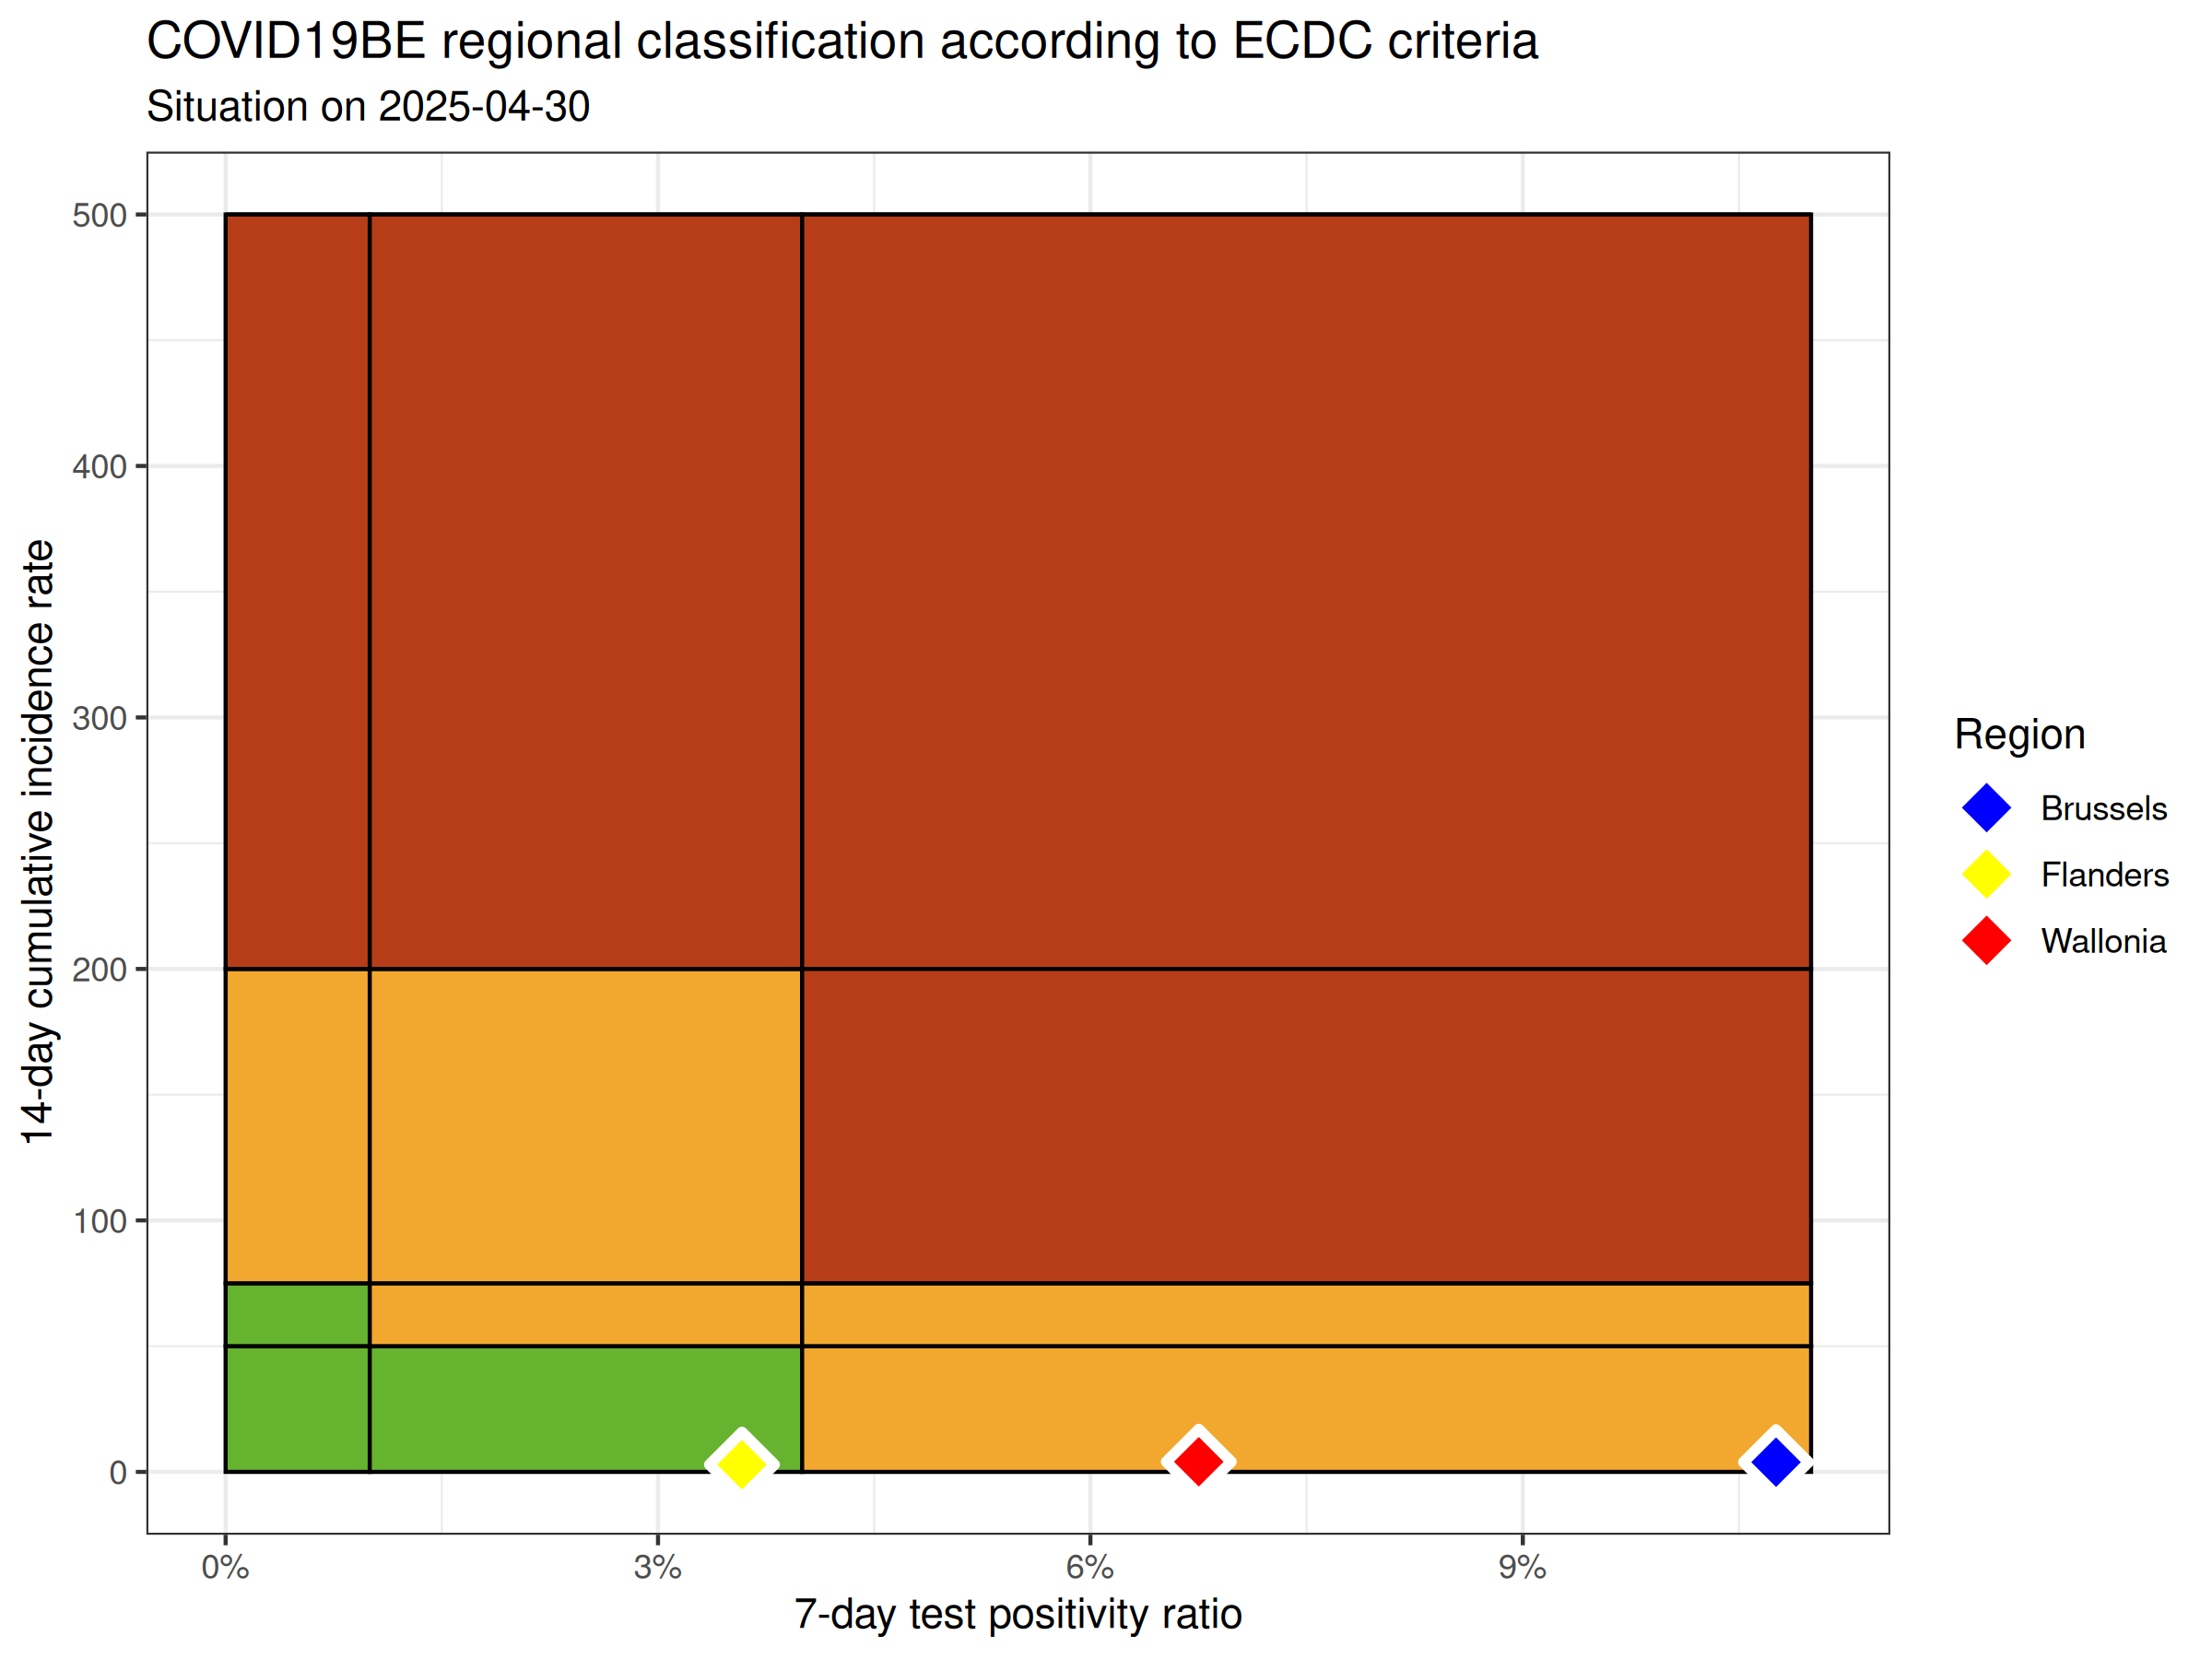 COVID19BE regional classification according to ECDC criteria
Situation on 2025-04-30
14-day cumulative incidence rate
500
400
300
200
100
0
0%
3%
6%
9%
7-day test positivity ratio
Region
Brussels
Flanders
Wallonia